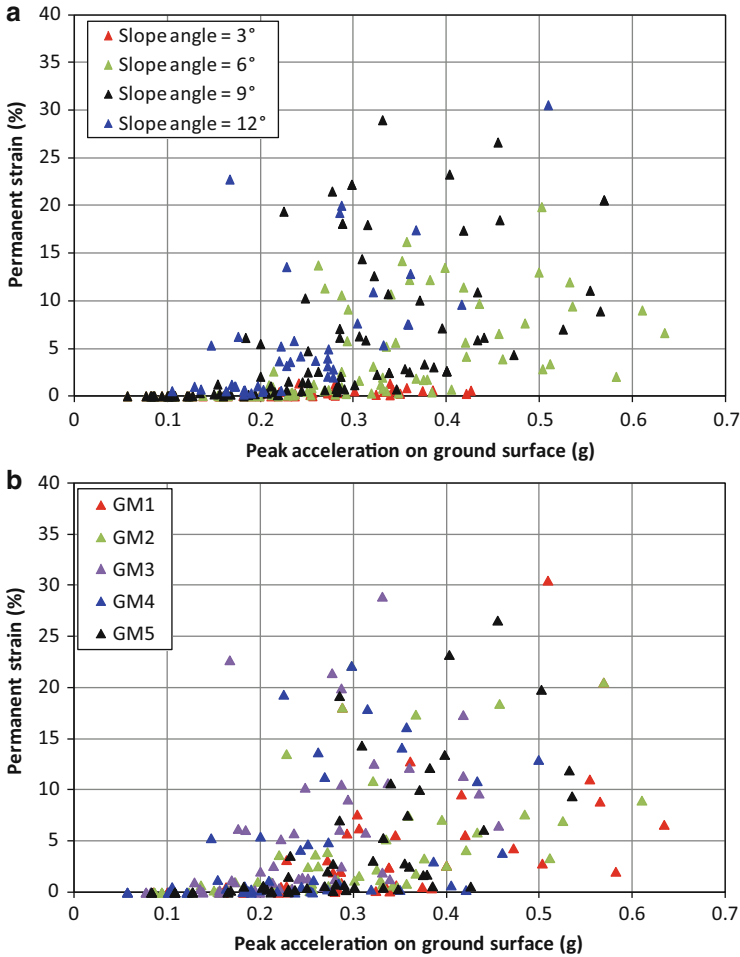 a
40
35
30
25
20
15
10
5
0
Permanent strain (%)
Slope angle = 3°
Slope angle = 6°
Slope angle = 9°
Slope angle = 12°
0 0.1 0.2 0.3 0.4 0.5 0.6 0.7
Peak acceleration on ground surface (g)
b
40
35
30
25
20
15
10
5
0
Permanent strain (%)
GM1
GM2
GM3
GM4
GM5
0 0.1 0.2 0.3 0.4 0.5 0.6 0.7
Peak acceleration on ground surface (g)